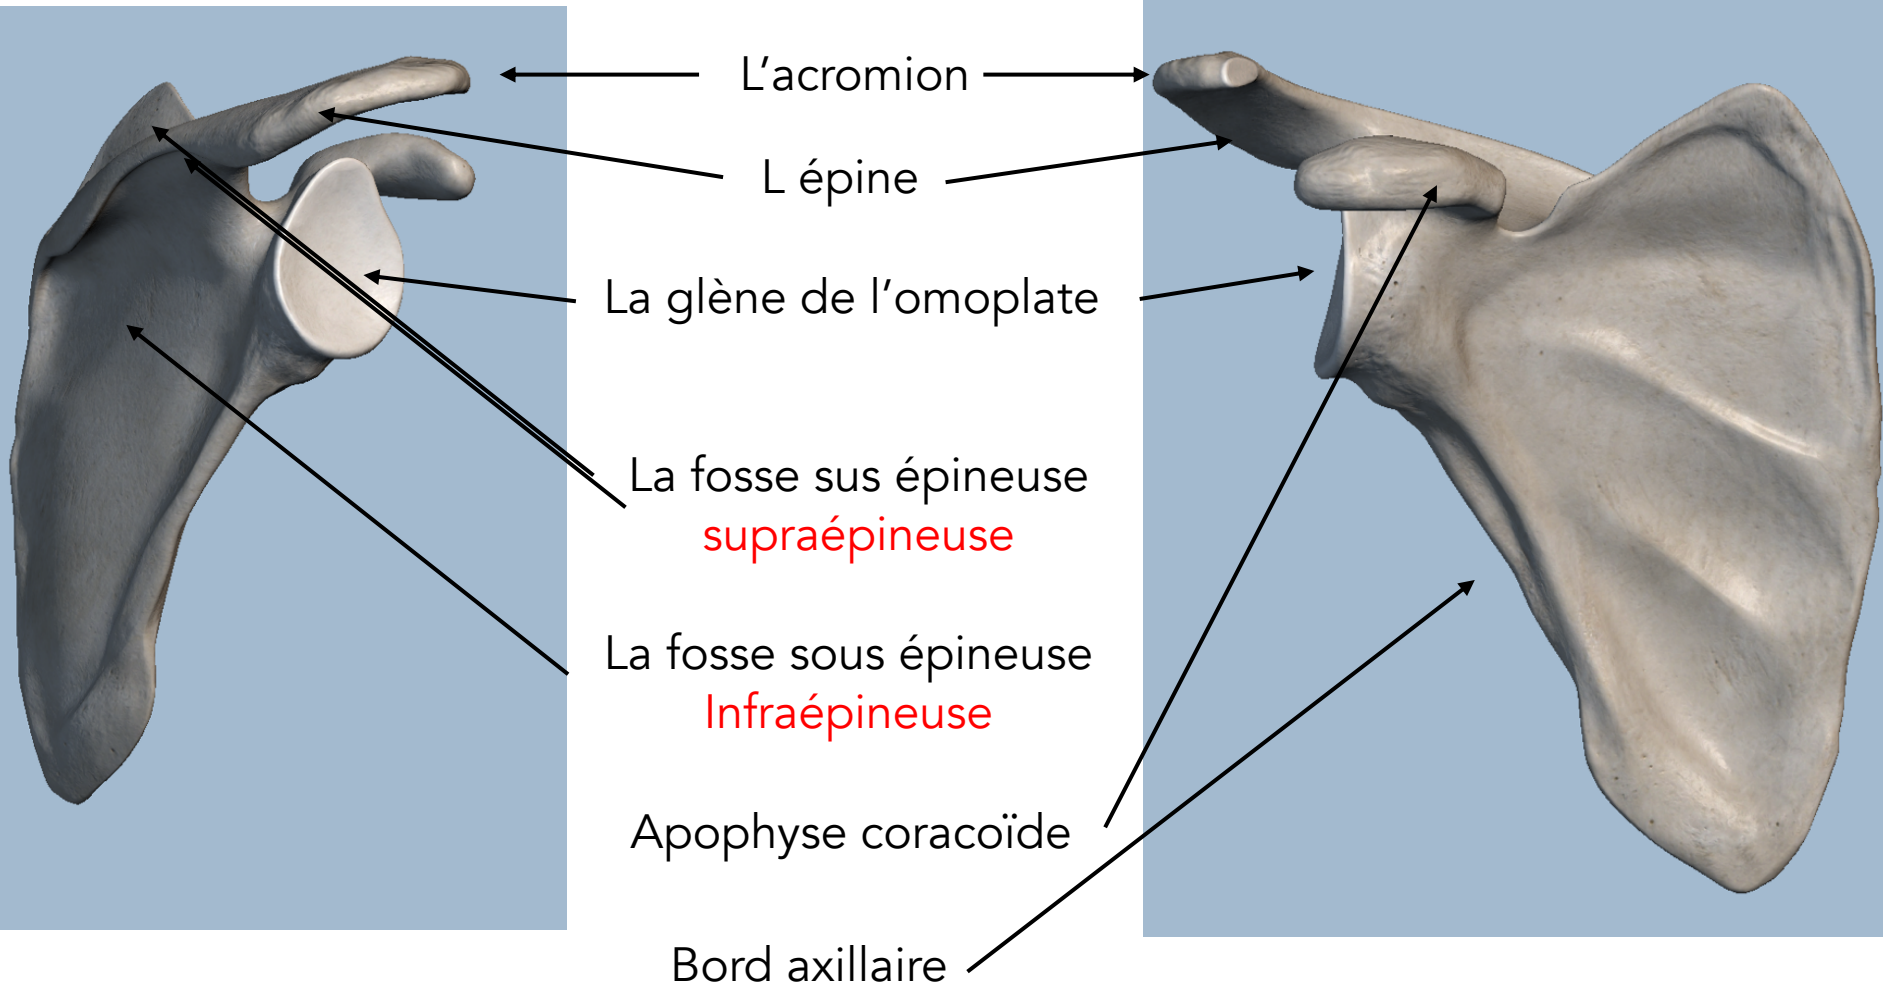 L’acromion
L épine
La glène de l’omoplate
La fosse sus épineuse
supraépineuse
La fosse sous épineuse
Infraépineuse
Apophyse coracoïde
Bord axillaire